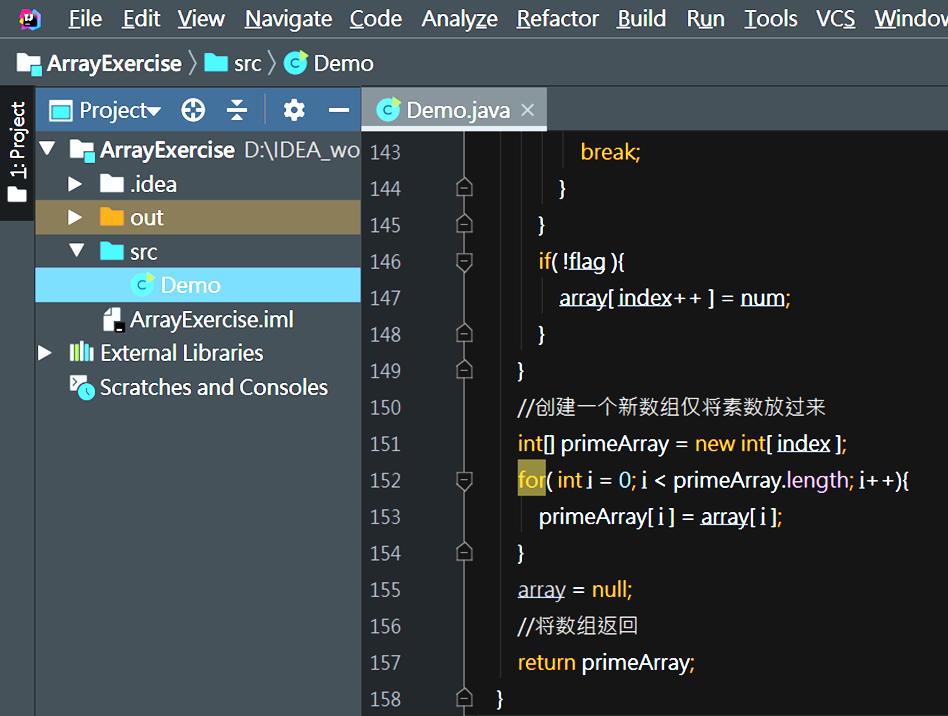 File Edit View Navigate Code Analyze Refactor Build Run Tools VCS Window
ArrayExercise src Demo
1: Project
Project
Demo.java
ArrayExercise D:\IDEA_wo
.idea
out
src
Demo
ArrayExercise.iml
External Libraries
Scratches and Consoles
143 break;
144 }
145 }
146 if( !flag ){
147 array[ index++ ] = num;
148 }
149 }
150 //创建一个新数组仅将素数放过来
151 int[] primeArray = new int[ index ];
152 for( int i = 0; i < primeArray.length; i++){
153 primeArray[ i ] = array[ i ];
154 }
155 array = null;
156 //将数组返回
157 return primeArray;
158 }